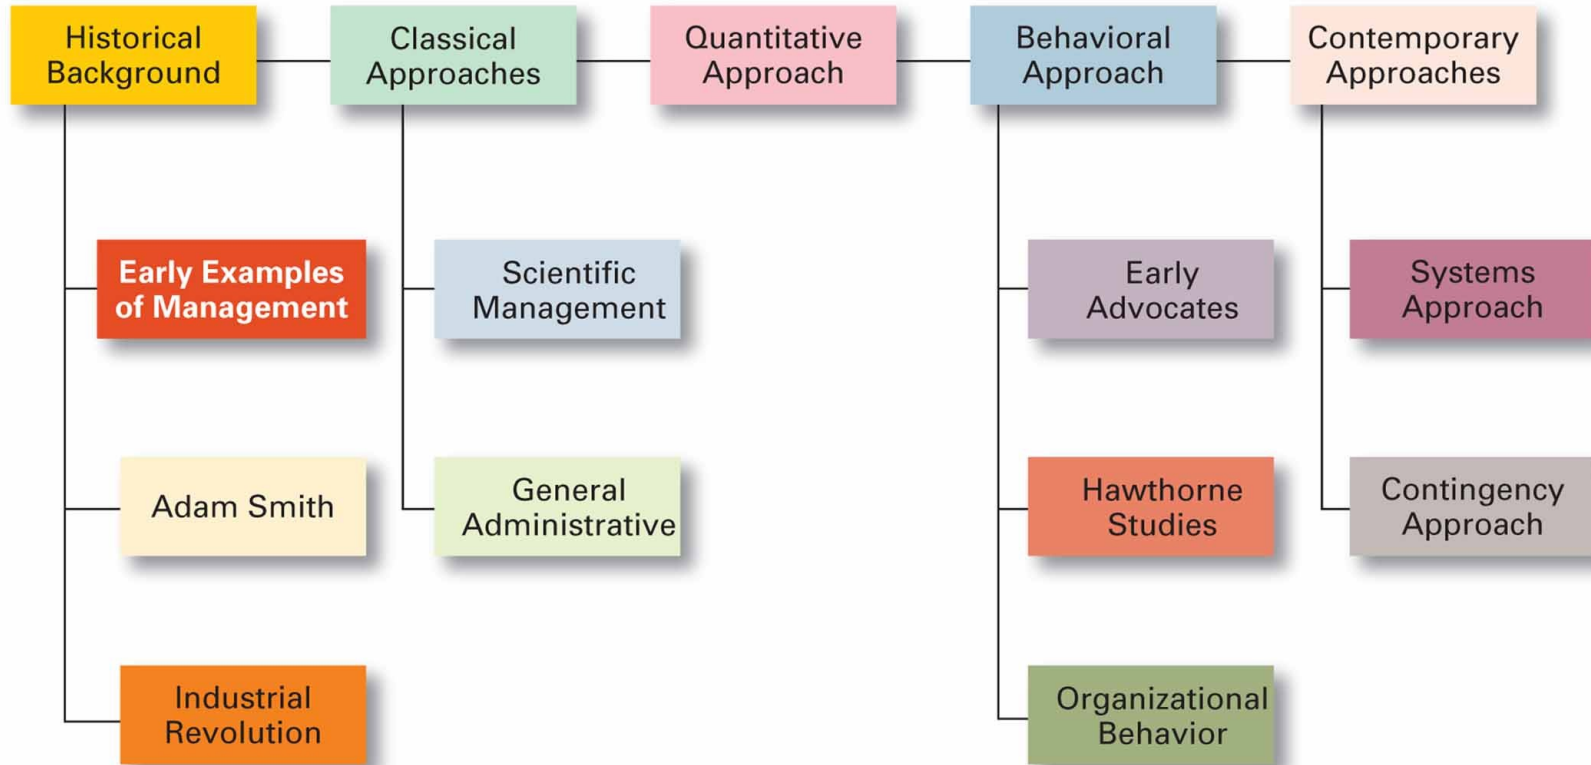 Historical
Background
Classical
Approaches
Quantitative
Approach
Behavioral
Approach
Contemporary
Approaches
Early Examples
of Management
Scientific
Management
Early
Advocates
Systems
Approach
Adam Smith
General
Administrative
Hawthorne
Studies
Contingency
Approach
Industrial
Revolution
Organizational
Behavior